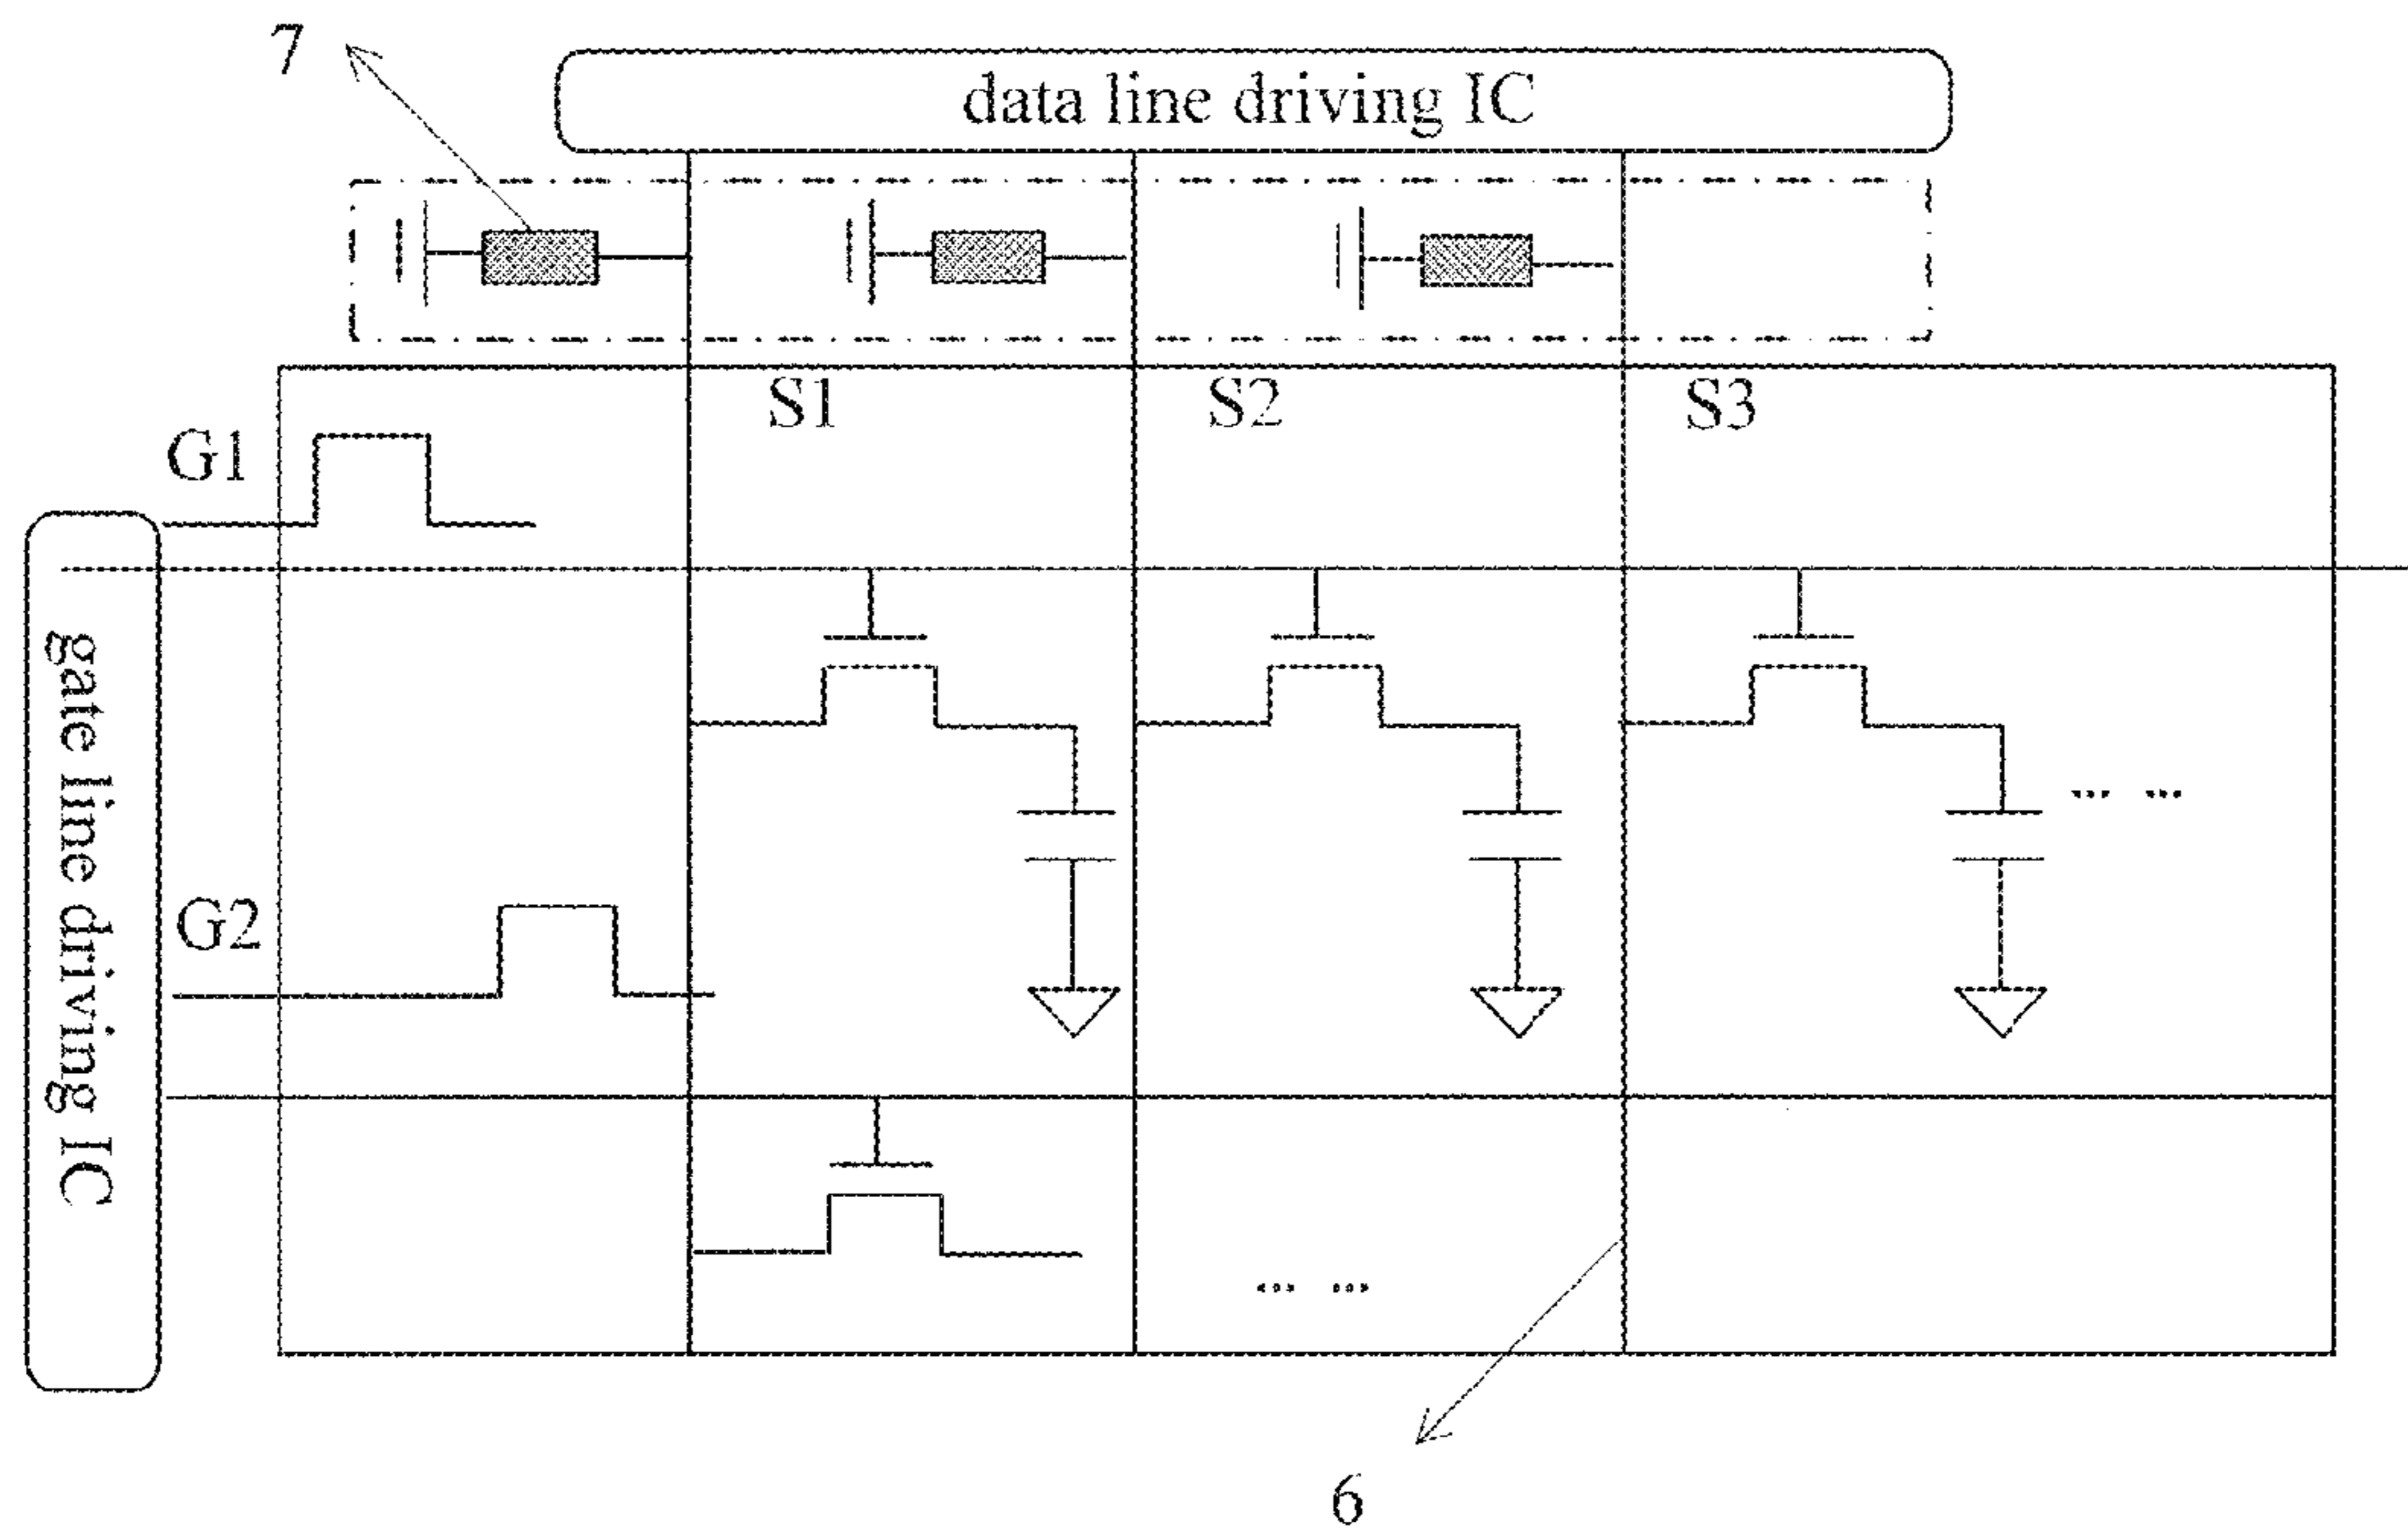 7
data line driving IC
S1
S2
S3
G1
G2
gate line driving IC
... ...
... ...
6